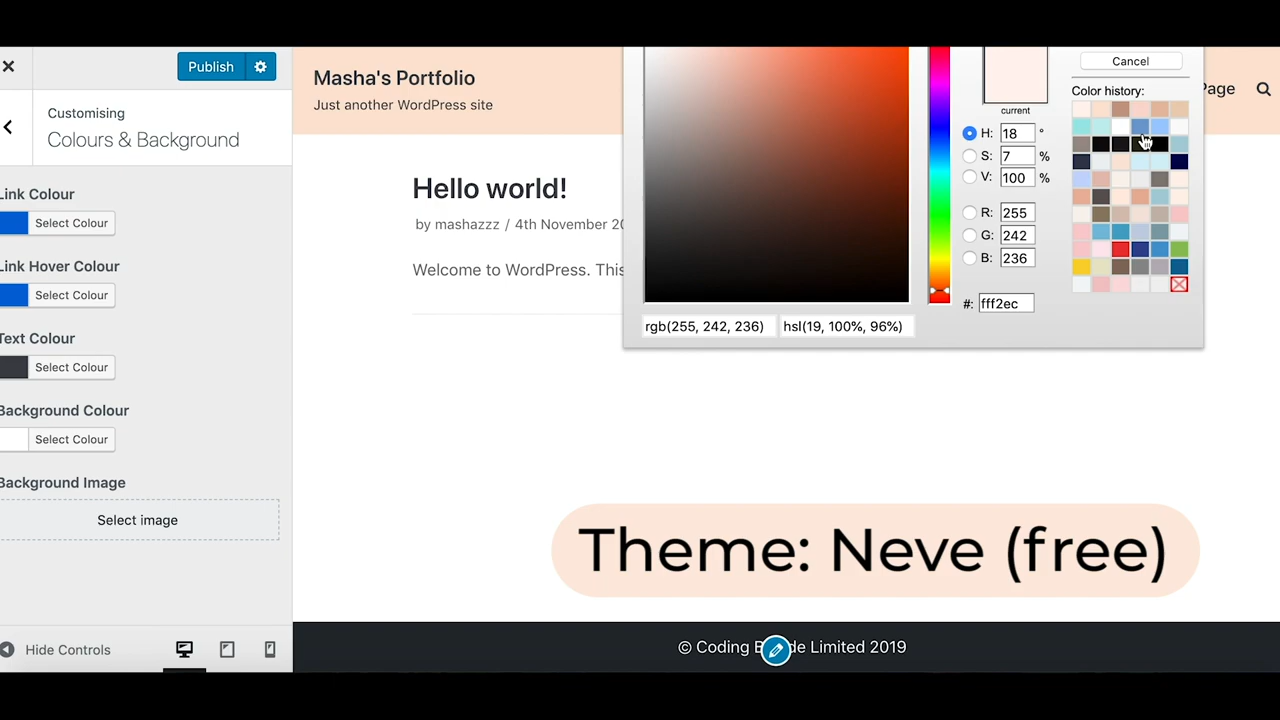 Publish
Customising
Colours & Background
Link Colour
Select Colour
Link Hover Colour
Select Colour
Text Colour
Select Colour
Background Colour
Select Colour
Background Image
Select image
Hide Controls
Masha's Portfolio
Just another WordPress site
Hello world!
by mashazzz / 4th November 20
Welcome to WordPress. This
Page
Cancel
Color history:
current
H: 18 °
S: 7 %
V: 100 %
R: 255
G: 242
B: 236
#: fff2ec
rgb(255, 242, 236) hsl(19, 100%, 96%)
Theme: Neve (free)
© Coding Limited 2019